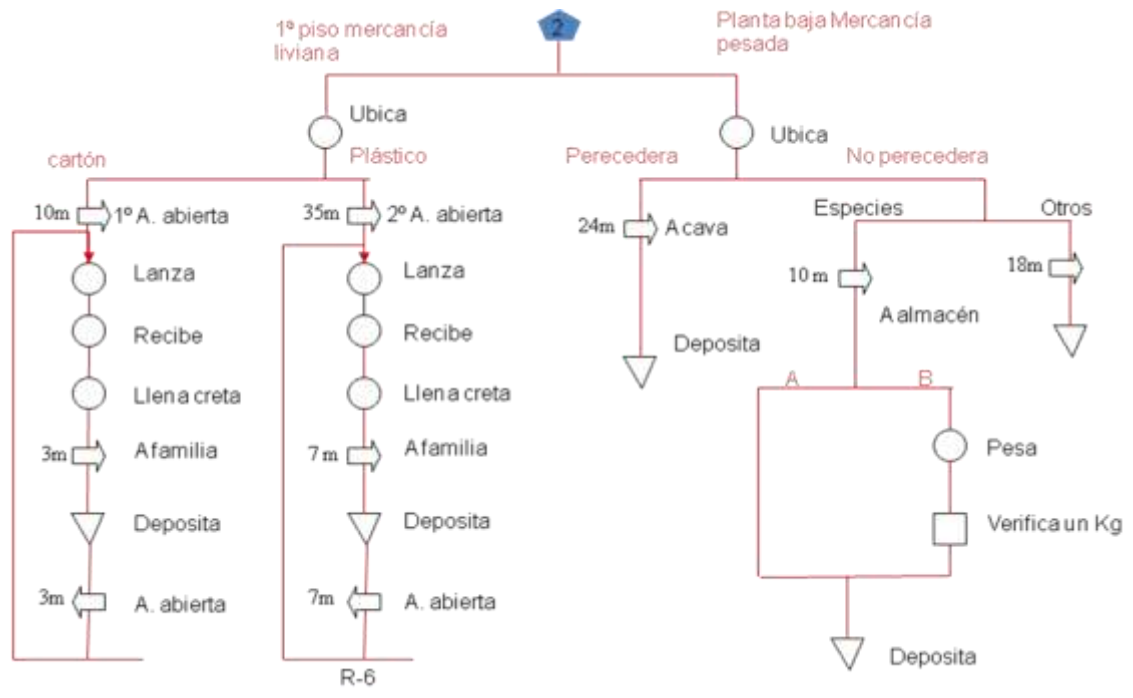 1º piso mercancía
liviana
2
Planta baja Mercancía
pesada
Ubica
Ubica
cartón
Plástico
Perecedera
No perecedera
10m
1º A. abierta
35m
2º A. abierta
24m
A cava
Especies
Otros
10 m
18m
A almacén
Lanza
Lanza
Recibe
Recibe
Deposita
Llena creta
Llena creta
A
B
3m
A familia
7 m
A familia
Pesa
Deposita
Deposita
Verifica un Kg
3m
A. abierta
7m
A. abierta
Deposita
R-6